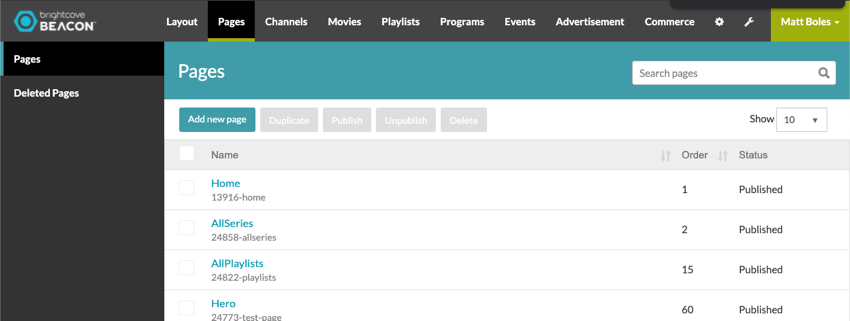 brightcove
BEACON™
Layout Pages Channels Movies Playlists Programs Events Advertisement Commerce Matt Boles
Pages
Deleted Pages
Pages
Search pages
Add new page Duplicate Publish Unpublish Delete Show 10
Name Order Status
Home 1 Published
13916-home
AllSeries 2 Published
24858-allseries
AllPlaylists 15 Published
24822-playlists
Hero 60 Published
24773-test-page